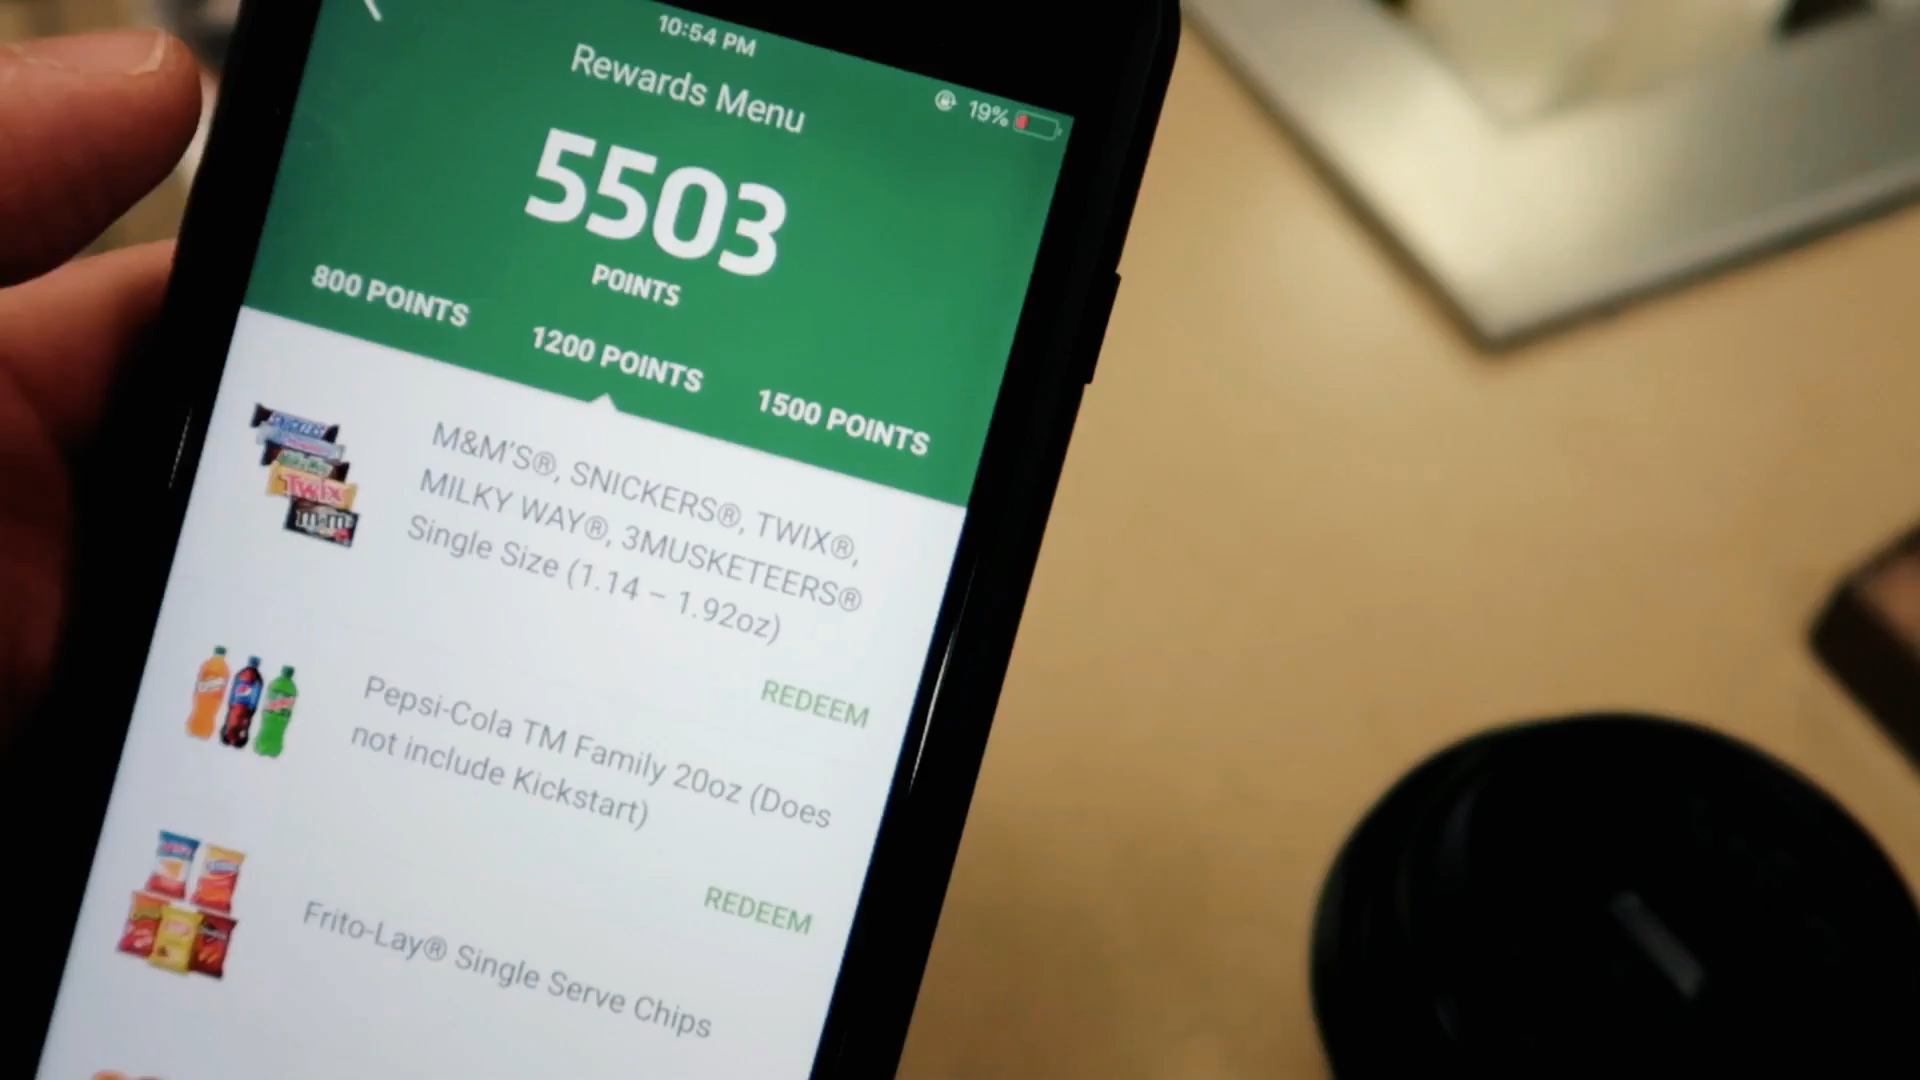 10:54 PM
19%
Rewards Menu
5503
POINTS
800 POINTS
1200 POINTS
1500 POINTS
M&M'S®, SNICKERS®, TWIX®,
MILKY WAY®, 3MUSKETEERS®
Single Size (1.14 – 1.92oz)
SNICKERS
TWIX
m&m's
REDEEM
Pepsi-Cola TM Family 20oz (Does
not include Kickstart)
REDEEM
Frito-Lay® Single Serve Chips